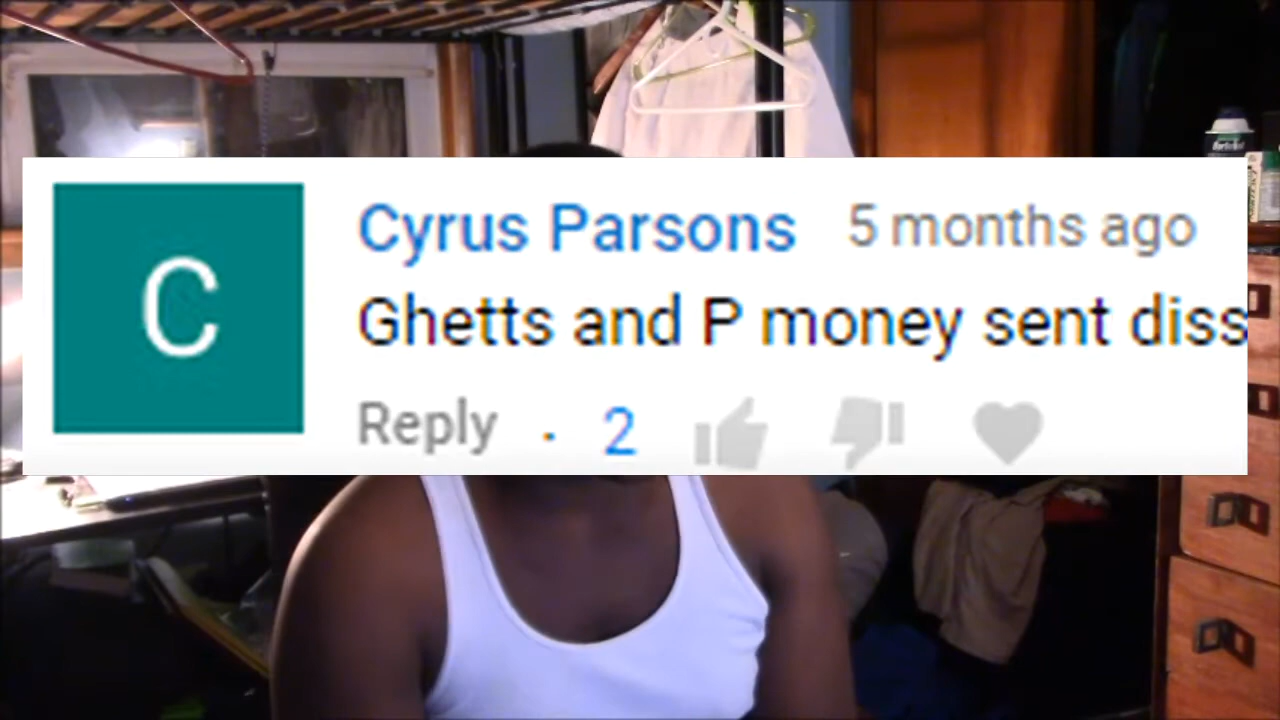 C
Cyrus Parsons 5 months ago
Ghetts and P money sent diss
Reply · 2